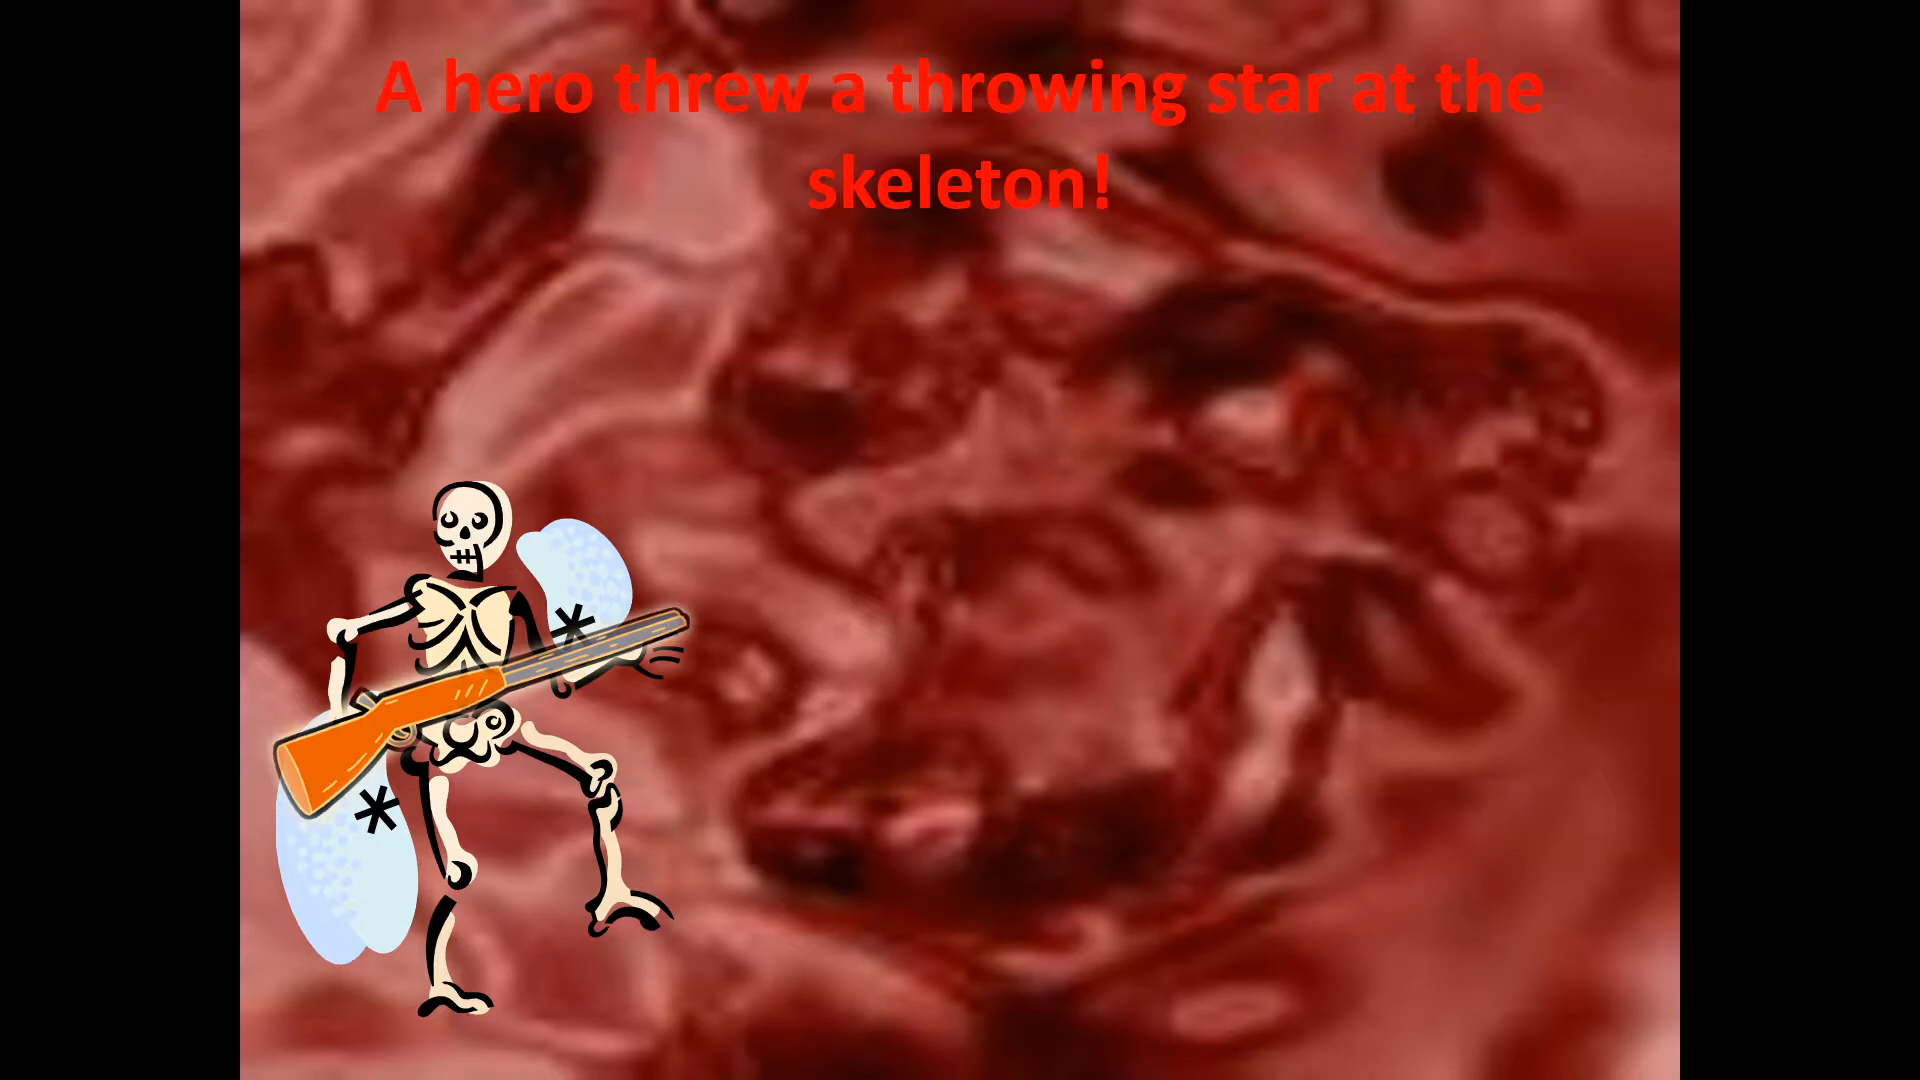 A hero threw a throwing star at the
skeleton!
*
*